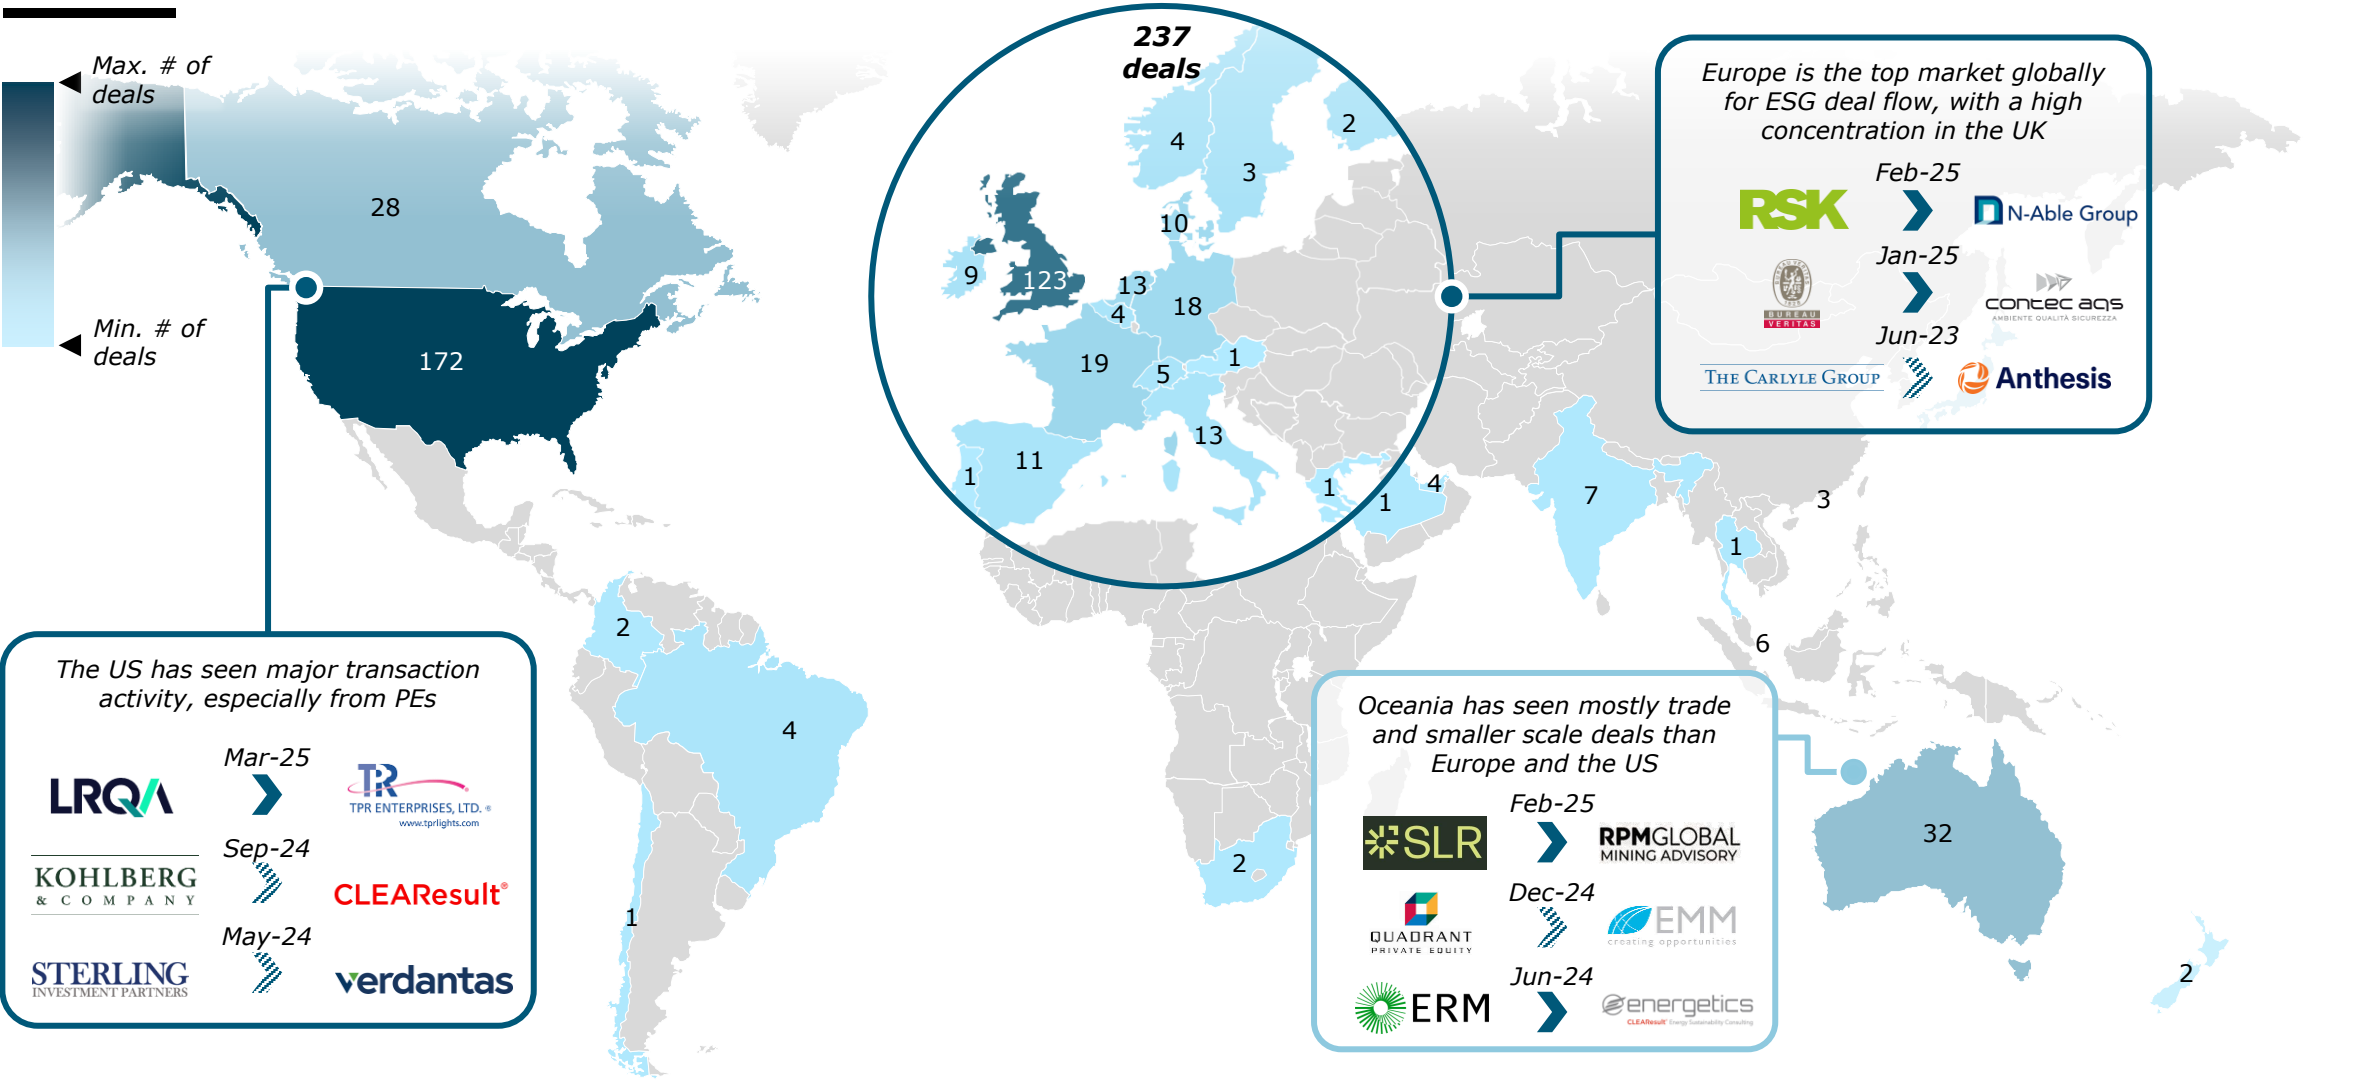 Max. # of
deals
Min. # of
deals
237
deals
28
172
4
3
2
10
9
123
13
4
18
19
5
1
13
11
1
1
1
4
7
3
1
6
2
4
1
2
32
2
Europe is the top market globally
for ESG deal flow, with a high
concentration in the UK
Feb-25
RSK
N-Able Group
Jan-25
BUREAU
VERITAS
contec aqs
AMBIENTE QUALITÀ SICUREZZA
Jun-23
THE CARLYLE GROUP
Anthesis
The US has seen major transaction
activity, especially from PEs
Mar-25
LRQA
TPR
TPR ENTERPRISES, LTD. ®
www.tprlights.com
Sep-24
KOHLBERG
& COMPANY
CLEAResult®
May-24
STERLING
INVESTMENT PARTNERS
verdantas
Oceania has seen mostly trade
and smaller scale deals than
Europe and the US
Feb-25
SLR
RPMGLOBAL
MINING ADVISORY
Dec-24
QUADRANT
PRIVATE EQUITY
EMM
creating opportunities
Jun-24
ERM
energetics
CLEAResult® Energy Sustainability Consulting